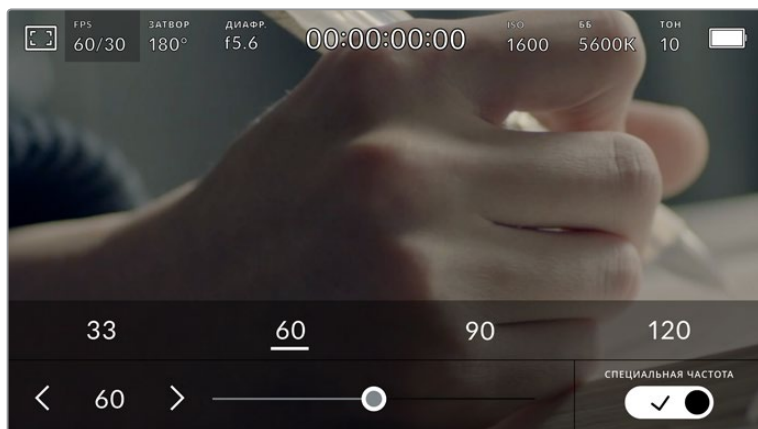 FPS ЗАТВОР ДИАФР. 00:00:00:00 ISO ББ ТОН
60/30 180° f5.6 1600 5600K 10
33 60 90 120
60 СПЕЦИАЛЬНАЯ ЧАСТОТА